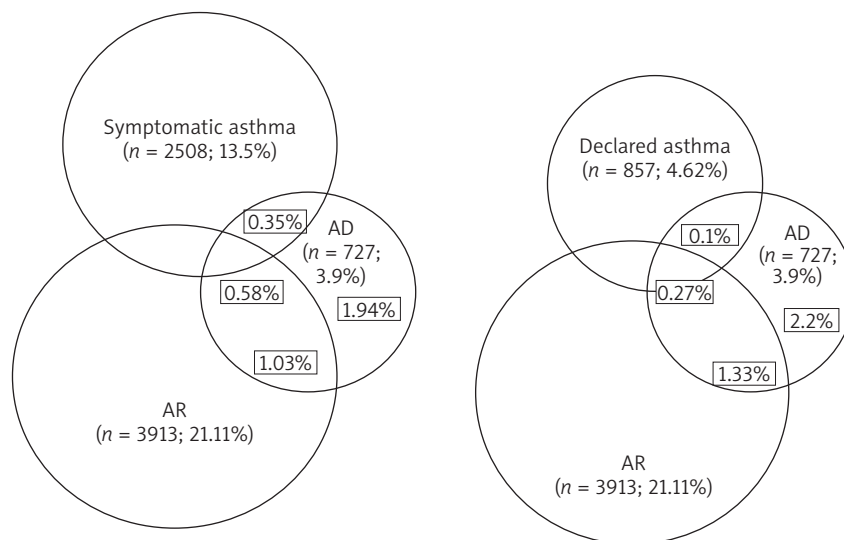 Symptomatic asthma
(n = 2508; 13.5%)
0.35%
AD
(n = 727;
3.9%)
0.58%
1.94%
1.03%
AR
(n = 3913; 21.11%)
Declared asthma
(n = 857; 4.62%)
0.1%
AD
(n = 727;
3.9%)
0.27%
2.2%
1.33%
AR
(n = 3913; 21.11%)